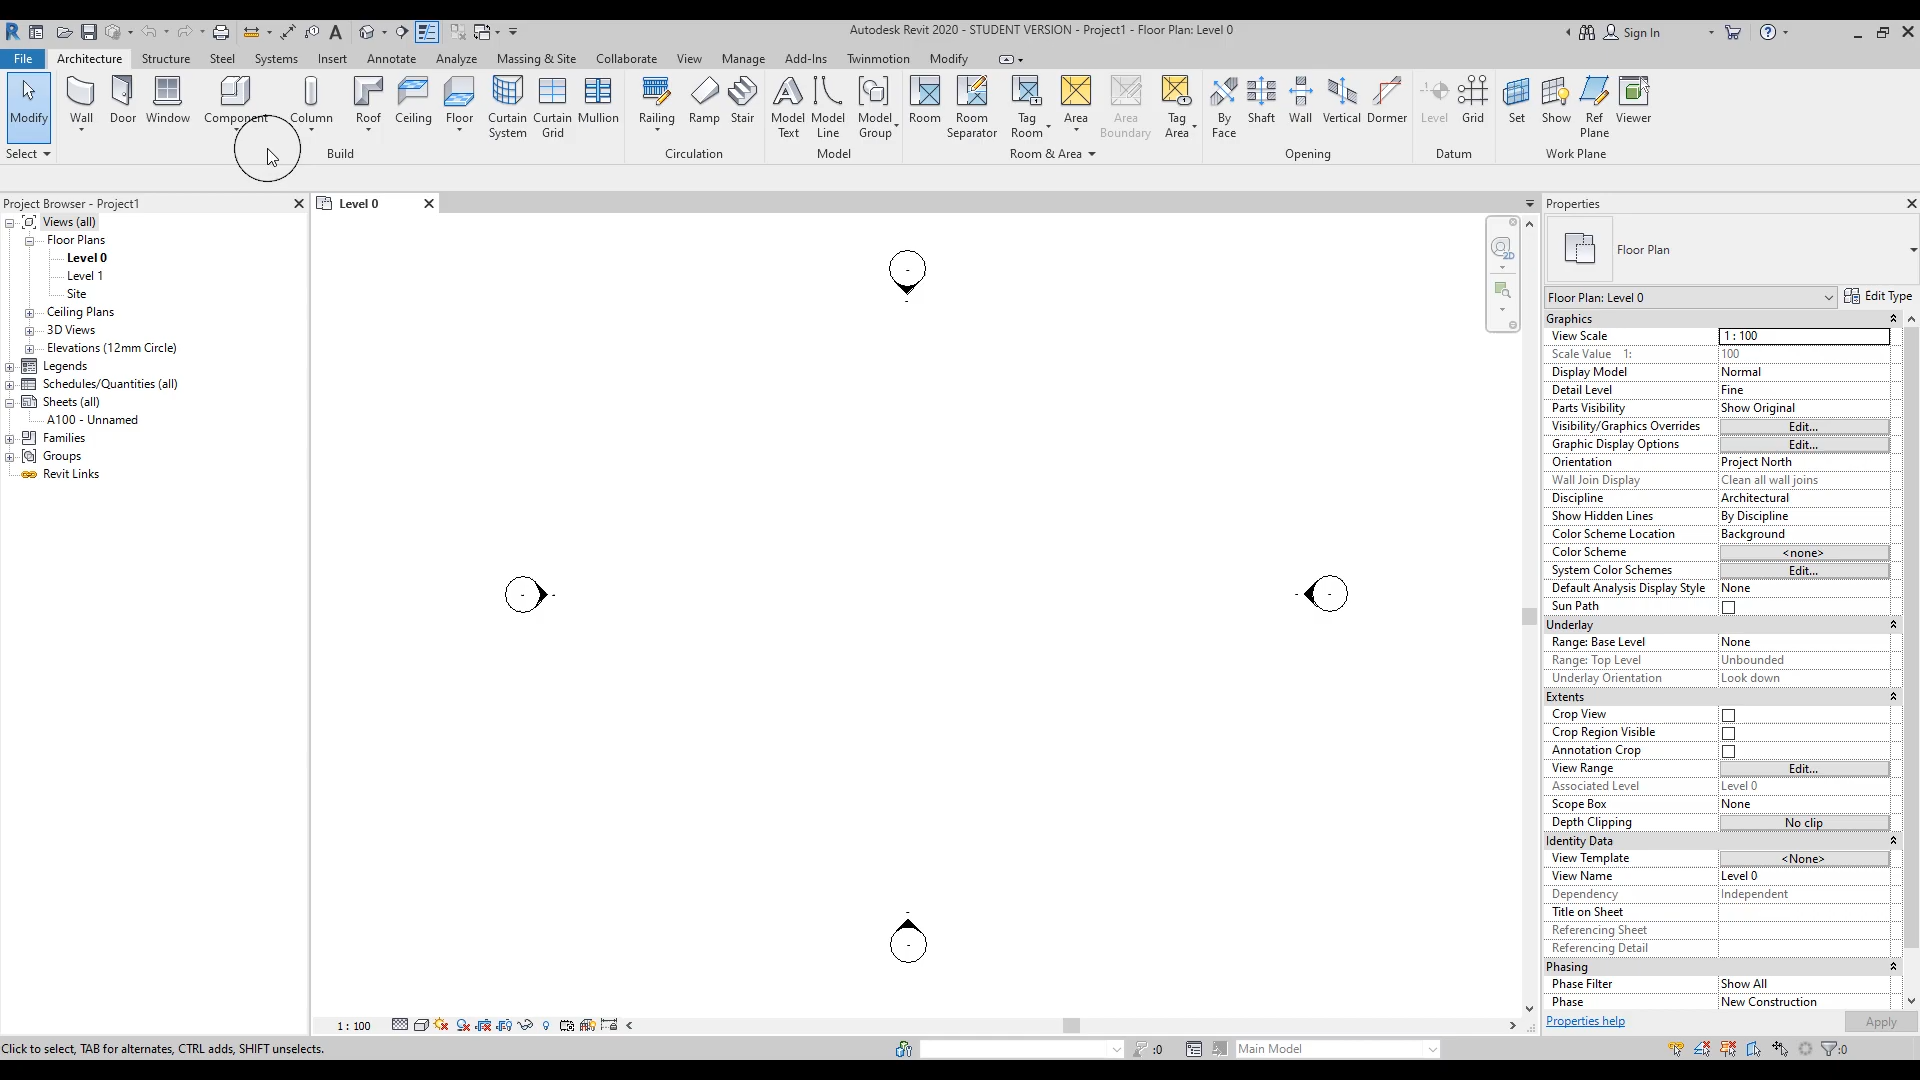 Autodesk Revit 2020 - STUDENT VERSION - Project1 - Floor Plan: Level 0
Sign In
File Architecture Structure Steel Systems Insert Annotate Analyze Massing & Site Collaborate View Manage Add-Ins Twinmotion Modify
Modify Wall Door Window Component Column Roof Ceiling Floor Curtain System Curtain Grid Mullion Railing Ramp Stair Model Text Model Line Model Group Room Room Separator Tag Room Area Area Boundary Tag Area By Face Shaft Wall Vertical Dormer Level Grid Set Show Ref Plane Viewer
Select Build Circulation Model Room & Area Opening Datum Work Plane
Project Browser - Project1
Views (all)
Floor Plans
Level 0
Level 1
Site
Ceiling Plans
3D Views
Elevations (12mm Circle)
Legends
Schedules/Quantities (all)
Sheets (all)
A100 - Unnamed
Families
Groups
Revit Links
Level 0
2D
Properties
Floor Plan
Floor Plan: Level 0 Edit Type
Graphics
View Scale 1 : 100
Scale Value 1: 100
Display Model Normal
Detail Level Fine
Parts Visibility Show Original
Visibility/Graphics Overrides Edit...
Graphic Display Options Edit...
Orientation Project North
Wall Join Display Clean all wall joins
Discipline Architectural
Show Hidden Lines By Discipline
Color Scheme Location Background
Color Scheme <none>
System Color Schemes Edit...
Default Analysis Display Style None
Sun Path
Underlay
Range: Base Level None
Range: Top Level Unbounded
Underlay Orientation Look down
Extents
Crop View
Crop Region Visible
Annotation Crop
View Range Edit...
Associated Level Level 0
Scope Box None
Depth Clipping No clip
Identity Data
View Template <None>
View Name Level 0
Dependency Independent
Title on Sheet
Referencing Sheet
Referencing Detail
Phasing
Phase Filter Show All
Phase New Construction
Properties help Apply
1 : 100
Click to select, TAB for alternates, CTRL adds, SHIFT unselects.
:0 Main Model :0